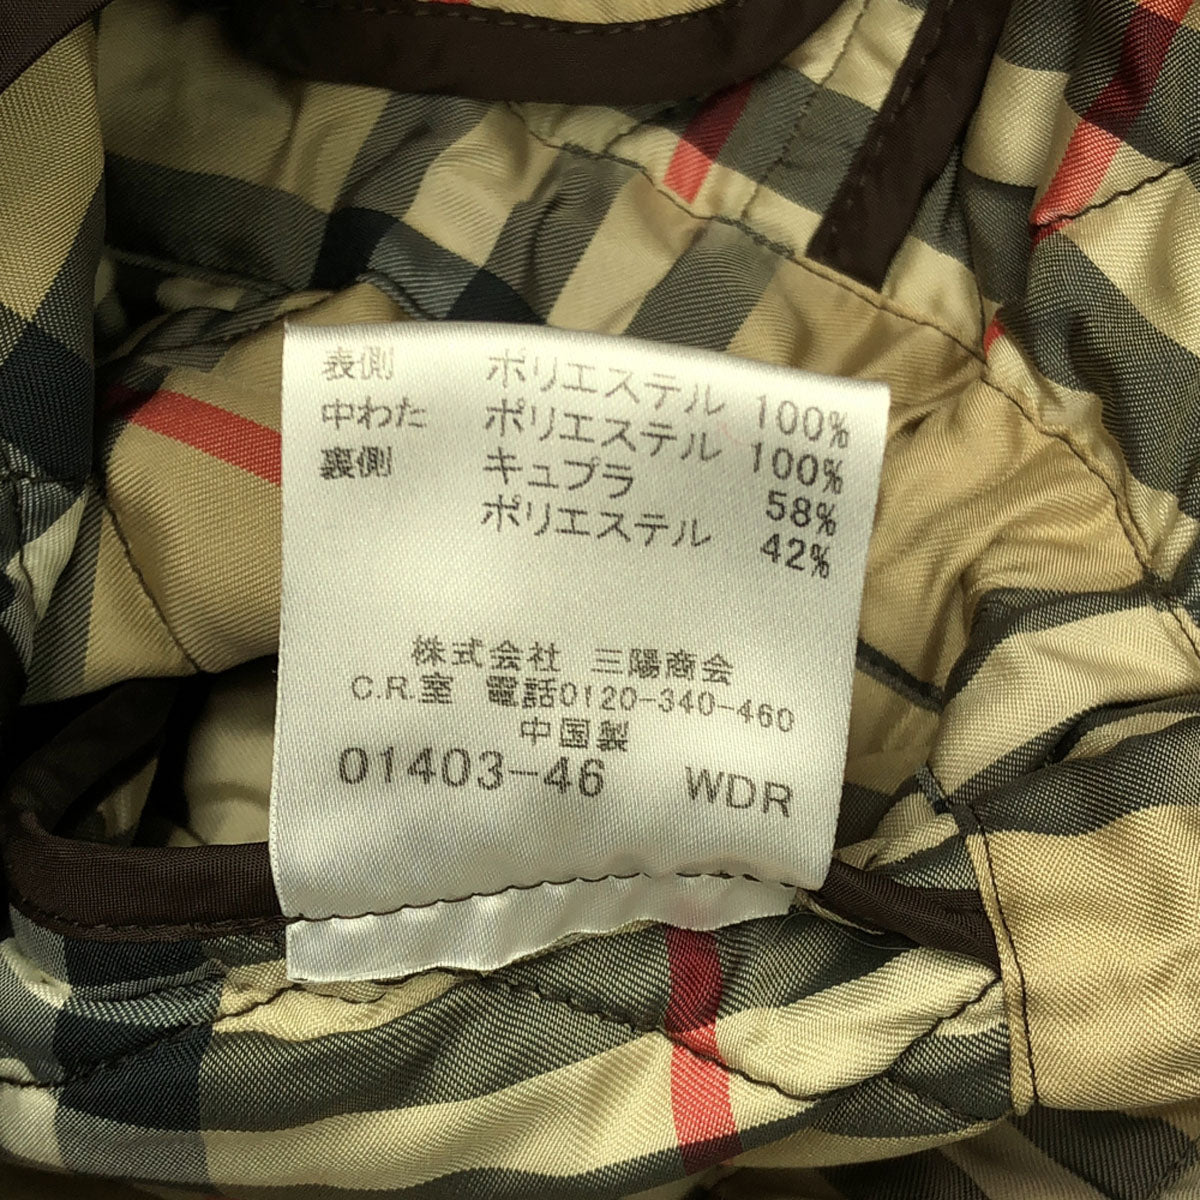 表側 ポリエステル 100%
中わた ポリエステル 100%
裏側 キュプラ 58%
ポリエステル 42%
株式会社 三陽商会
C.R.室 電話0120-340-460
中国製
01403-46 WDR